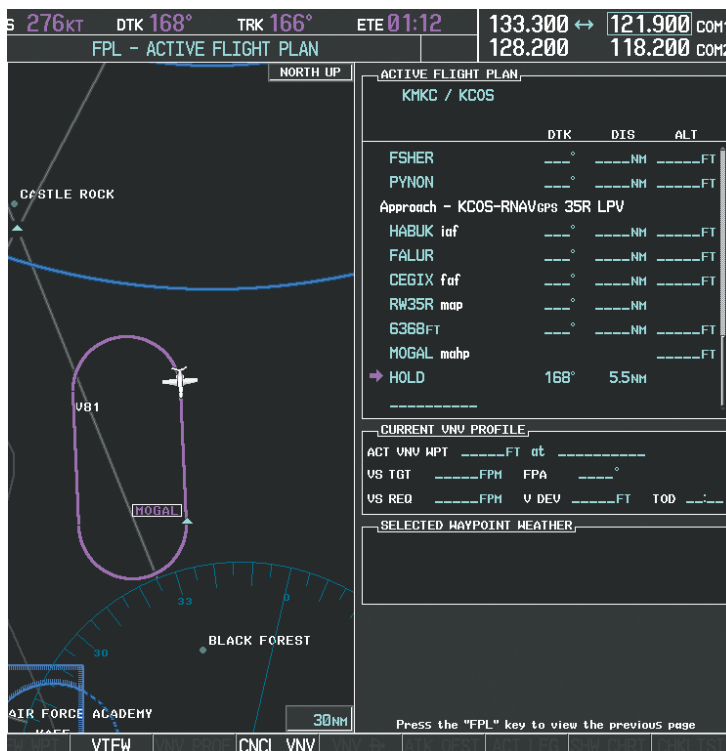 S 276KT DTK 168° TRK 166° ETE 01:12
133.300 ↔ 121.900 COM1
128.200 118.200 COM2
FPL - ACTIVE FLIGHT PLAN
NORTH UP
CASTLE ROCK
V81
MOGAL
33
0
30
BLACK FOREST
AIR FORCE ACADEMY
30NM
ACTIVE FLIGHT PLAN
KMKC / KCOS
DTK DIS ALT
FSHER ___° ____NM _____FT
PYNON ___° ____NM _____FT
Approach - KCOS-RNAVGPS 35R LPV
HABUK iaf ___° ____NM _____FT
FALUR ___° ____NM _____FT
CEGIX faf ___° ____NM _____FT
RW35R map ___° ____NM
6368FT ___° ____NM _____FT
MOGAL mahp _____FT
HOLD 168° 5.5NM
__________
CURRENT VNV PROFILE
ACT VNV WPT _____FT at __________
VS TGT _____FPM FPA ____°
VS REQ _____FPM V DEV _____FT TOD __:__
SELECTED WAYPOINT WEATHER
Press the "FPL" key to view the previous page
VIEW CNCL VNV